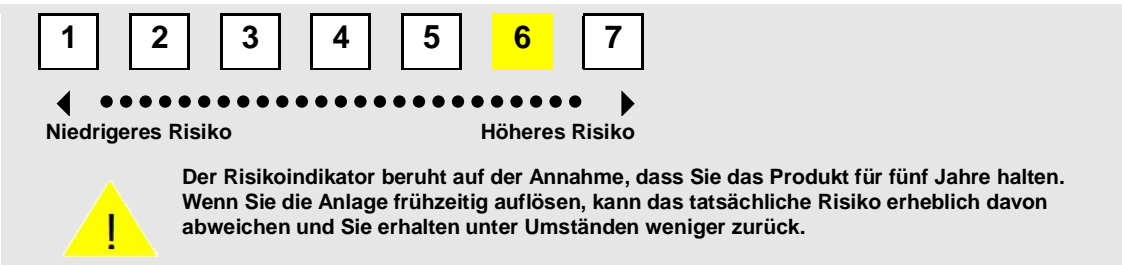 1 2 3 4 5 6 7
Niedrigeres Risiko Höheres Risiko
Der Risikoindikator beruht auf der Annahme, dass Sie das Produkt für fünf Jahre halten.
Wenn Sie die Anlage frühzeitig auflösen, kann das tatsächliche Risiko erheblich davon
abweichen und Sie erhalten unter Umständen weniger zurück.
!